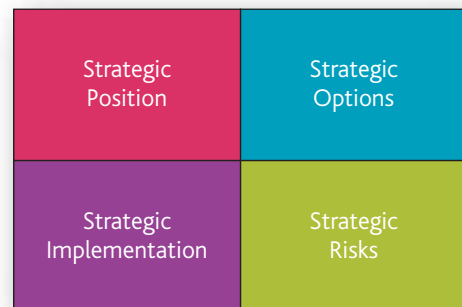 Strategic
Position
Strategic
Options
Strategic
Implementation
Strategic
Risks